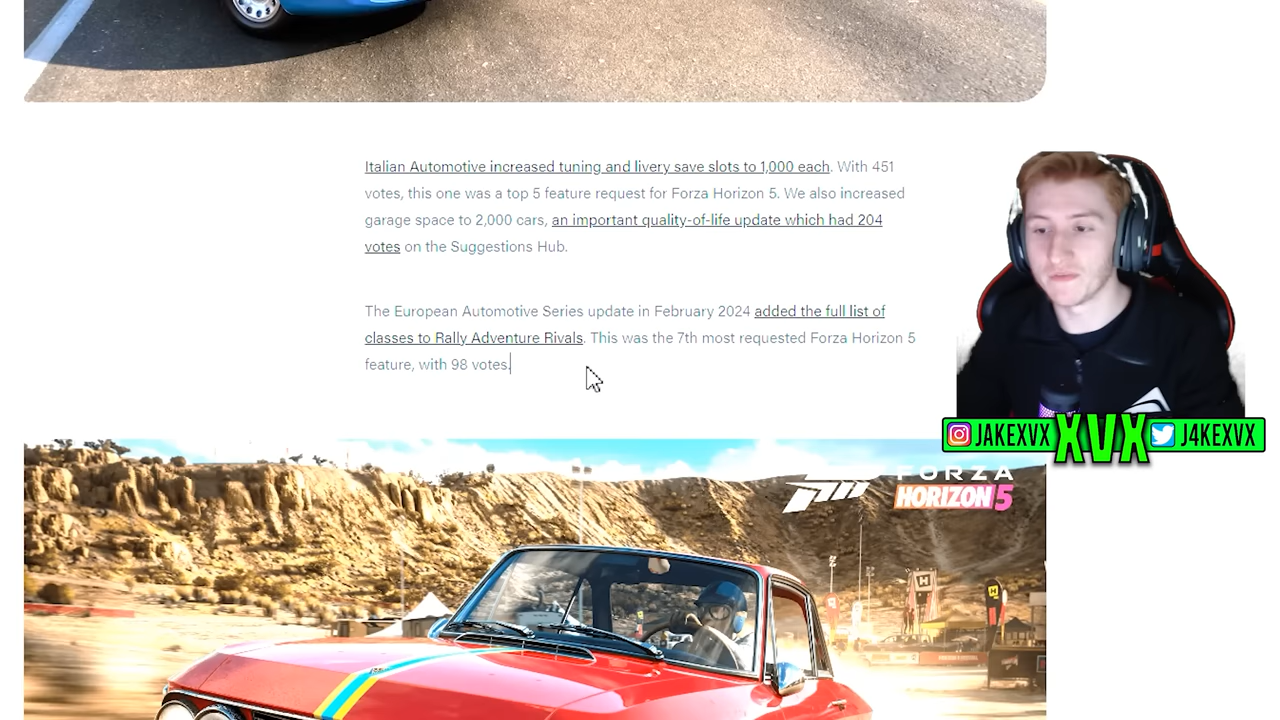 Italian Automotive increased tuning and livery save slots to 1,000 each. With 451
votes, this one was a top 5 feature request for Forza Horizon 5. We also increased
garage space to 2,000 cars, an important quality-of-life update which had 204
votes on the Suggestions Hub.
The European Automotive Series update in February 2024 added the full list of
classes to Rally Adventure Rivals. This was the 7th most requested Forza Horizon 5
feature, with 98 votes.
JAKEXVX XVX J4KEXVX
FORZA
HORIZON 5